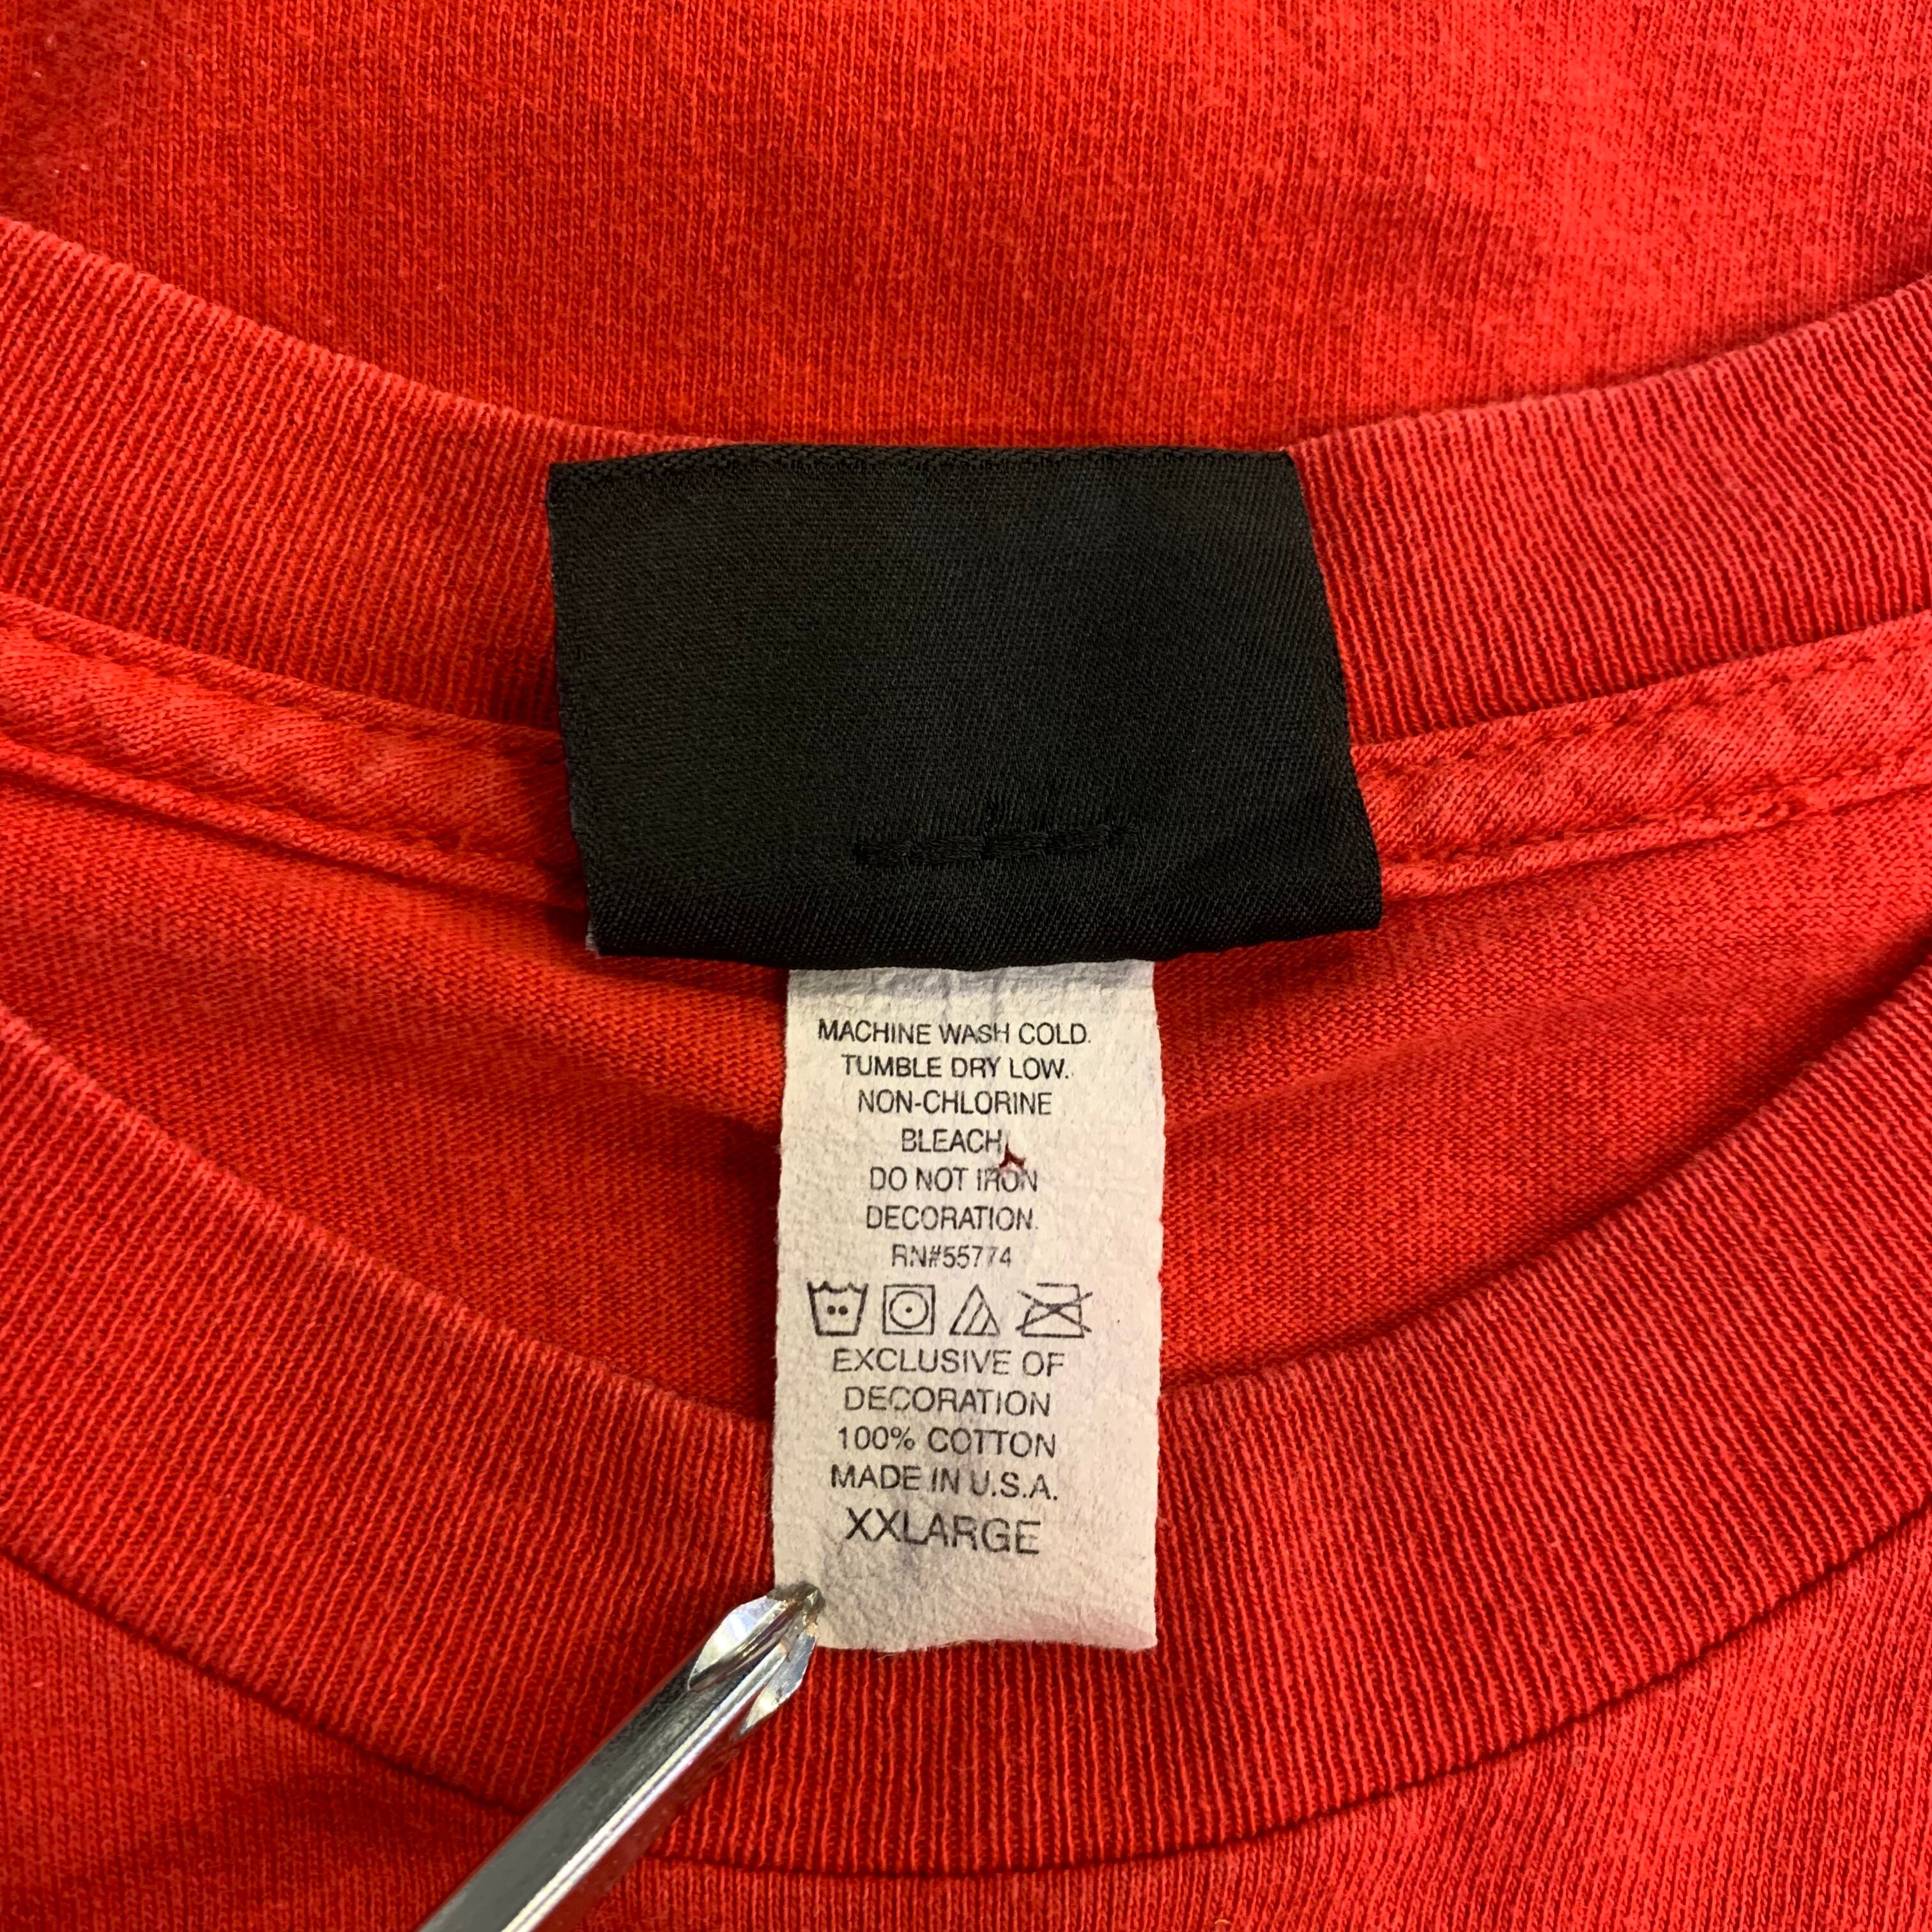 MACHINE WASH COLD.
TUMBLE DRY LOW.
NON-CHLORINE
BLEACH
DO NOT IRON
DECORATION.
RN#55774
EXCLUSIVE OF
DECORATION
100% COTTON
MADE IN U.S.A.
XXLARGE